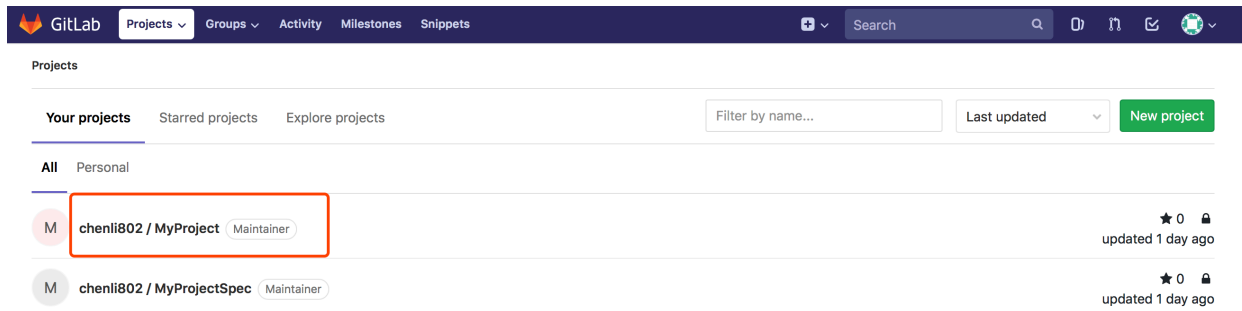 GitLab Projects Groups Activity Milestones Snippets Search
Projects
Your projects Starred projects Explore projects Filter by name... Last updated New project
All Personal
M chenli802 / MyProject Maintainer 0
updated 1 day ago
M chenli802 / MyProjectSpec Maintainer 0
updated 1 day ago